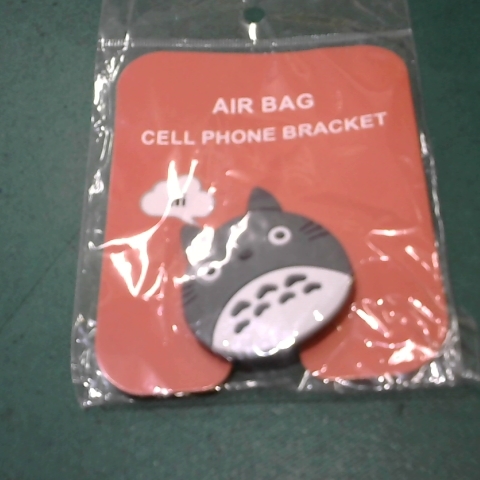 AIR BAG
CELL PHONE BRACKET